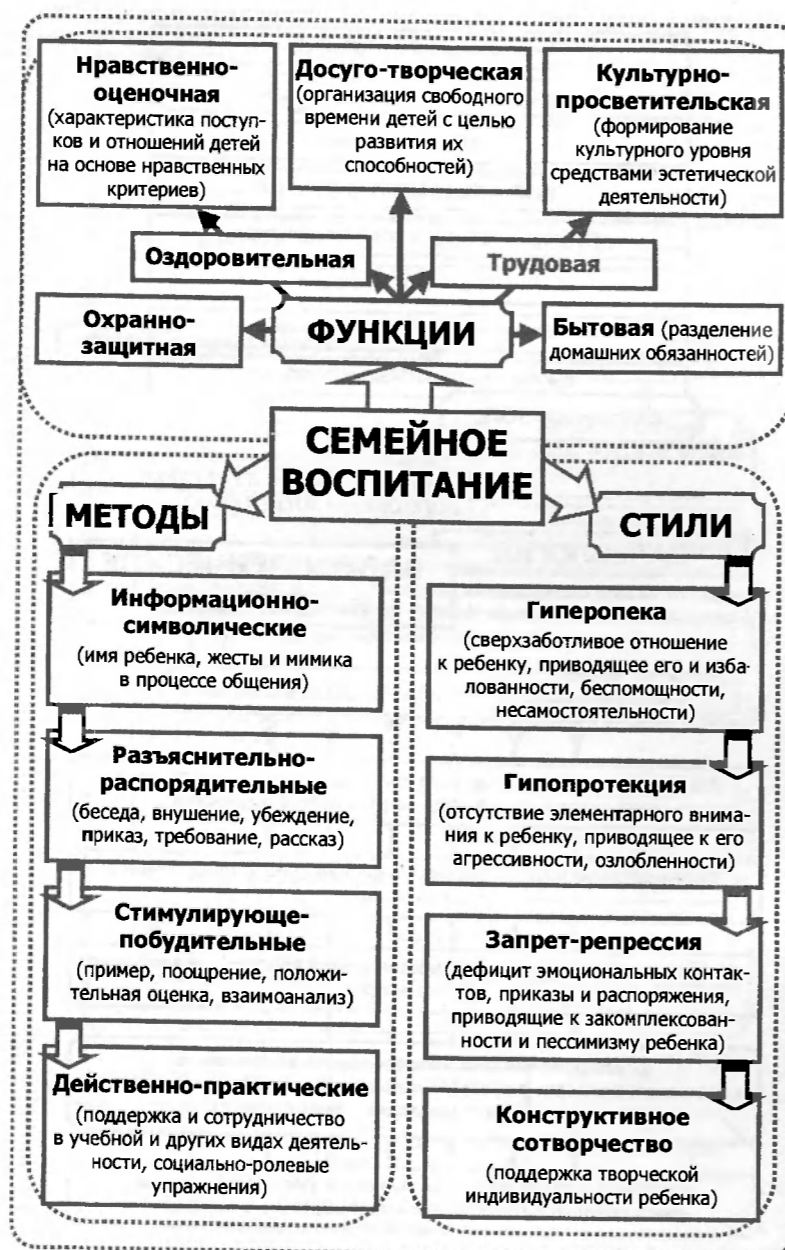 Нравственно-
оценочная
(характеристика поступ-
ков и отношений детей
на основе нравственных
критериев)
Досуго-творческая
(организация свободного
времени детей с целью
развития их
способностей)
Культурно-
просветительская
(формирование
культурного уровня
средствами эстетической
деятельности)
Оздоровительная
Трудовая
Охранно-
защитная
ФУНКЦИИ
Бытовая (разделение
домашних обязанностей)
СЕМЕЙНОЕ
ВОСПИТАНИЕ
МЕТОДЫ
Информационно-
символические
(имя ребенка, жесты и мимика
в процессе общения)
Разъяснительно-
распорядительные
(беседа, внушение, убеждение,
приказ, требование, рассказ)
Стимулирующе-
побудительные
(пример, поощрение, положи-
тельная оценка, взаимоанализ)
Действенно-практические
(поддержка и сотрудничество
в учебной и других видах деятель-
ности, социально-ролевые
упражнения)
СТИЛИ
Гиперопека
(сверхзаботливое отношение
к ребенку, приводящее его и изба-
лованности, беспомощности,
несамостоятельности)
Гипопротекция
(отсутствие элементарного внима-
ния к ребенку, приводящее к его
агрессивности, озлобленности)
Запрет-репрессия
(дефицит эмоциональных контак-
тов, приказы и распоряжения,
приводящие к закомплексован-
ности и пессимизму ребенка)
Конструктивное
сотворчество
(поддержка творческой
индивидуальности ребенка)